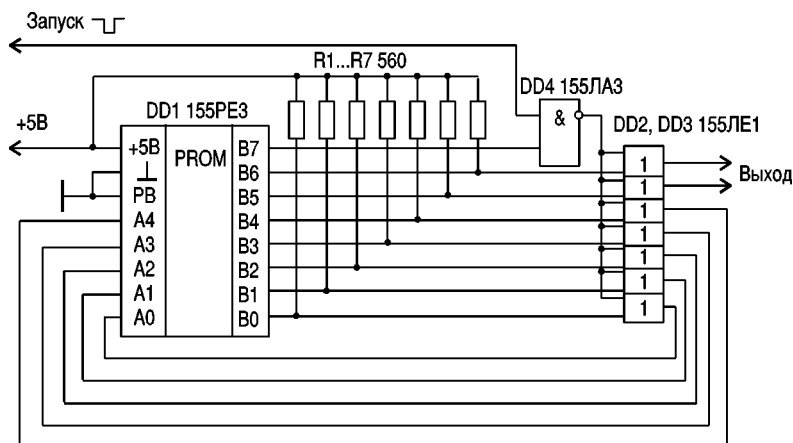 Запуск
R1...R7 560
DD4 155ЛА3
DD1 155РЕ3
DD2, DD3 155ЛЕ1
+5В
&
+5В
PROM
B7
1
Выход
B6
1
РВ
B5
1
A4
B4
1
A3
B3
1
A2
B2
1
A1
B1
1
A0
B0